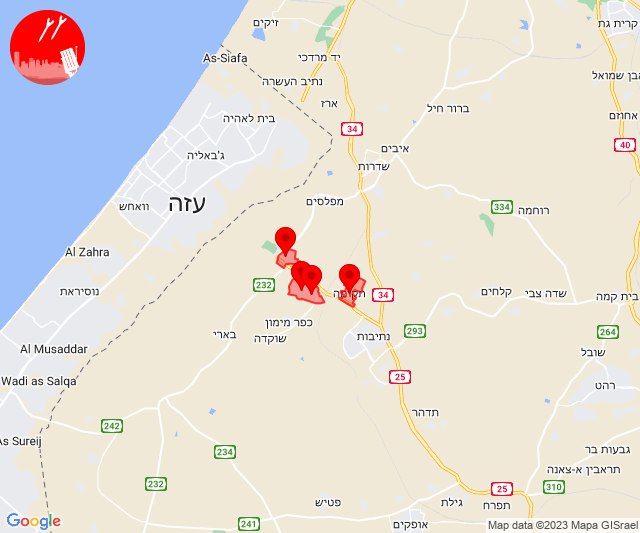 זיקים
קרית גת
יד מרדכי
As-Siafa
נתיב העשרה
אבן שמואל
ארז
ברור חיל
בית לאהיה
אחוזם
34
איבים
40
ג'באליה
שדרות
עזה
וואחש
מפלסים
334
רוחמה
Al Zahra
232
נוסיראת
תקומה
34
קלחים
שדה צבי
בית קמה
כפר מימון
שוקדה
בארי
נתיבות
293
264
Al Musaddar
שובל
Wadi as Salqa
25
רהט
תדהר
242
As Sureij
234
גבעות בר
תראבין א-צאנה
232
25
310
פטיש
גילת
תפרח
241
אופקים
Google
Map data ©2023 Mapa GISrael